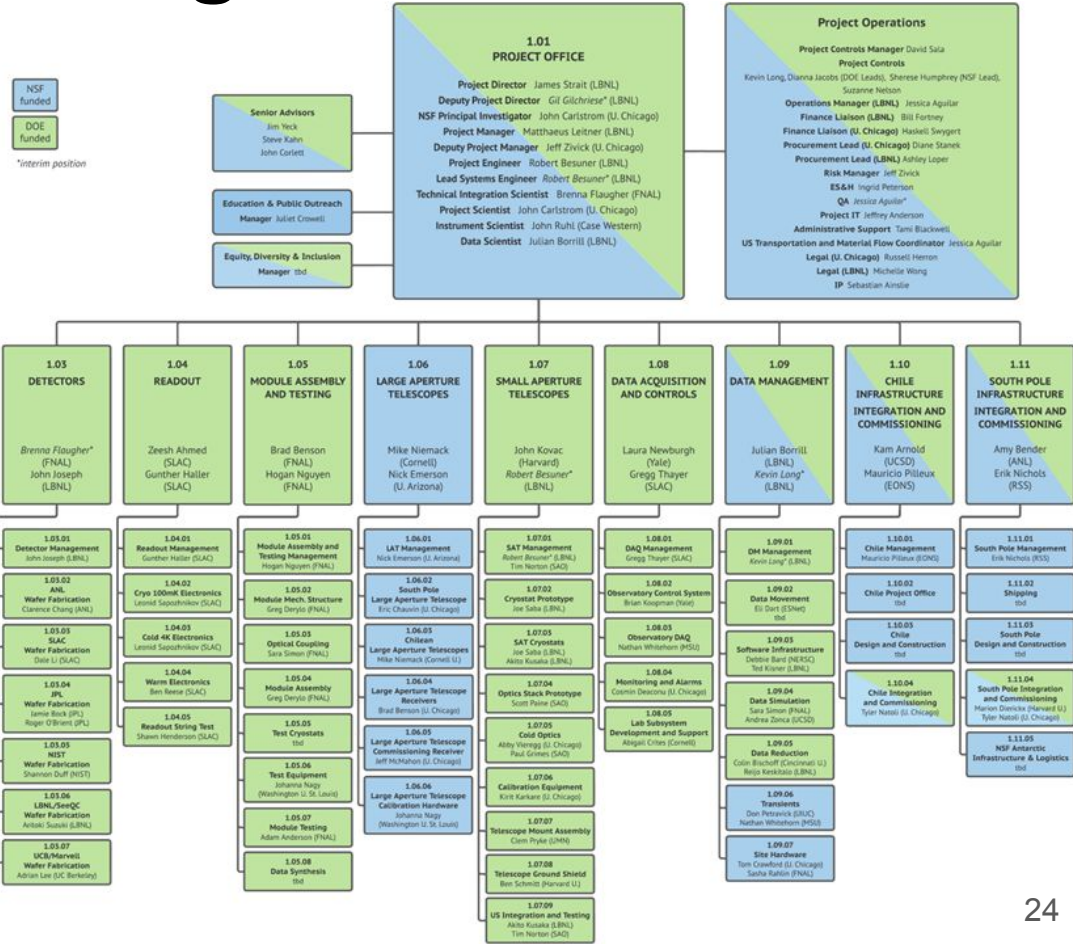 NSF
funded
DOE
funded
*interim position
Senior Advisors
Jim Yeck
Steve Kahn
John Corlett
Education & Public Outreach
Manager Juliet Crowell
Equity, Diversity & Inclusion
Manager tbd
1.01
PROJECT OFFICE
Project Director James Strait (LBNL)
Deputy Project Director Gil Gilchriese* (LBNL)
NSF Principal Investigator John Carlstrom (U. Chicago)
Project Manager Matthaeus Leitner (LBNL)
Deputy Project Manager Jeff Zivick (U. Chicago)
Project Engineer Robert Besuner (LBNL)
Lead Systems Engineer Robert Besuner* (LBNL)
Technical Integration Scientist Brenna Flaugher (FNAL)
Project Scientist John Carlstrom (U. Chicago)
Instrument Scientist John Ruhl (Case Western)
Data Scientist Julian Borrill (LBNL)
Project Operations
Project Controls Manager David Sala
Project Controls
Kevin Long, Dianna Jacobs (DOE Leads), Sherese Humphrey (NSF Lead),
Suzanne Nelson
Operations Manager (LBNL) Jessica Aguilar
Finance Liaison (LBNL) Bill Fortney
Finance Liaison (U. Chicago) Haskell Swygert
Procurement Lead (U. Chicago) Diane Stanek
Procurement Lead (LBNL) Ashley Loper
Risk Manager Jeff Zivick
ES&H Ingrid Peterson
QA Jessica Aguilar*
Project IT Jeffrey Anderson
Administrative Support Tami Blackwell
US Transportation and Material Flow Coordinator Jessica Aguilar
Legal (U. Chicago) Russell Herron
Legal (LBNL) Michelle Wong
IP Sebastian Ainslie
1.03
DETECTORS
Brenna Flaugher*
(FNAL)
John Joseph
(LBNL)
1.03.01
Detector Management
John Joseph (LBNL)
1.03.02
ANL
Wafer Fabrication
Clarence Chang (ANL)
1.03.03
SLAC
Wafer Fabrication
Dale Li (SLAC)
1.03.04
JPL
Wafer Fabrication
Jamie Bock (JPL)
Roger O'Brient (JPL)
1.03.05
NIST
Wafer Fabrication
Shannon Duff (NIST)
1.03.06
LBNL/SeeQC
Wafer Fabrication
Aritoki Suzuki (LBNL)
1.03.07
UCB/Marvell
Wafer Fabrication
Adrian Lee (UC Berkeley)
1.04
READOUT
Zeesh Ahmed
(SLAC)
Gunther Haller
(SLAC)
1.04.01
Readout Management
Gunther Haller (SLAC)
1.04.02
Cryo 100mK Electronics
Leonid Sapozhnikov (SLAC)
1.04.03
Cold 4K Electronics
Leonid Sapozhnikov (SLAC)
1.04.04
Warm Electronics
Ben Reese (SLAC)
1.04.05
Readout String Test
Shawn Henderson (SLAC)
1.05
MODULE ASSEMBLY
AND TESTING
Brad Benson
(FNAL)
Hogan Nguyen
(FNAL)
1.05.01
Module Assembly and
Testing Management
Hogan Nguyen (FNAL)
1.05.02
Module Mech. Structure
Greg Derylo (FNAL)
1.05.03
Optical Coupling
Sara Simon (FNAL)
1.05.04
Module Assembly
Greg Derylo (FNAL)
1.05.05
Test Cryostats
tbd
1.05.06
Test Equipment
Johanna Nagy
(Washington U. St. Louis)
1.05.07
Module Testing
Adam Anderson (FNAL)
1.05.08
Data Synthesis
tbd
1.06
LARGE APERTURE
TELESCOPES
Mike Niemack
(Cornell)
Nick Emerson
(U. Arizona)
1.06.01
LAT Management
Nick Emerson (U. Arizona)
1.06.02
South Pole
Large Aperture Telescope
Eric Chauvin (U. Chicago)
1.06.03
Chilean
Large Aperture Telescopes
Mike Niemack (Cornell U.)
1.06.04
Large Aperture Telescope
Receivers
Brad Benson (U. Chicago)
1.06.05
Large Aperture Telescope
Commissioning Receiver
Jeff McMahon (U. Chicago)
1.06.06
Large Aperture Telescope
Calibration Hardware
Johanna Nagy
(Washington U. St. Louis)
1.07
SMALL APERTURE
TELESCOPES
John Kovac
(Harvard)
Robert Besuner*
(LBNL)
1.07.01
SAT Management
Robert Besuner* (LBNL)
Tim Norton (SAO)
1.07.02
Cryostat Prototype
Joe Saba (LBNL)
1.07.03
SAT Cryostats
Joe Saba (LBNL)
Akito Kusaka (LBNL)
1.07.04
Optics Stack Prototype
Scott Paine (SAO)
1.07.05
Cold Optics
Abby Vieregg (U. Chicago)
Paul Grimes (SAO)
1.07.06
Calibration Equipment
Kirit Karkare (U. Chicago)
1.07.07
Telescope Mount Assembly
Clem Pryke (UMN)
1.07.08
Telescope Ground Shield
Ben Schmitt (Harvard U.)
1.07.09
US Integration and Testing
Akito Kusaka (LBNL)
Tim Norton (SAO)
1.08
DATA ACQUISITION
AND CONTROLS
Laura Newburgh
(Yale)
Gregg Thayer
(SLAC)
1.08.01
DAQ Management
Gregg Thayer (SLAC)
1.08.02
Observatory Control System
Brian Koopman (Yale)
1.08.03
Observatory DAQ
Nathan Whitehorn (MSU)
1.08.04
Monitoring and Alarms
Cosmin Deaconu (U. Chicago)
1.08.05
Lab Subsystem
Development and Support
Abigail Crites (Cornell)
1.09
DATA MANAGEMENT
Julian Borrill
(LBNL)
Kevin Long*
(LBNL)
1.09.01
DM Management
Kevin Long* (LBNL)
1.09.02
Data Movement
Eli Dart (ESNet)
tbd
1.09.03
Software Infrastructure
Debbie Bard (NERSC)
Ted Kisner (LBNL)
1.09.04
Data Simulation
Sara Simon (FNAL)
Andrea Zonca (UCSD)
1.09.05
Data Reduction
Colin Bischoff (Cincinnati U.)
Reijo Keskitalo (LBNL)
1.09.06
Transients
Don Petravick (UIUC)
Nathan Whitehorn (MSU)
1.09.07
Site Hardware
Tom Crawford (U. Chicago)
Sasha Rahlin (FNAL)
1.10
CHILE
INFRASTRUCTURE
INTEGRATION AND
COMMISSIONING
Kam Arnold
(UCSD)
Mauricio Pilleux
(EONS)
1.10.01
Chile Management
Mauricio Pilleux (EONS)
1.10.02
Chile Project Office
tbd
1.10.03
Chile
Design and Construction
tbd
1.10.04
Chile Integration
and Commissioning
Tyler Natoli (U. Chicago)
1.11
SOUTH POLE
INFRASTRUCTURE
INTEGRATION AND
COMMISSIONING
Amy Bender
(ANL)
Erik Nichols
(RSS)
1.11.01
South Pole Management
Erik Nichols (RSS)
1.11.02
Shipping
tbd
1.11.03
South Pole
Design and Construction
tbd
1.11.04
South Pole Integration
and Commissioning
Marion Dierickx (Harvard U.)
Tyler Natoli (U. Chicago)
1.11.05
NSF Antarctic
Infrastructure & Logistics
tbd
24